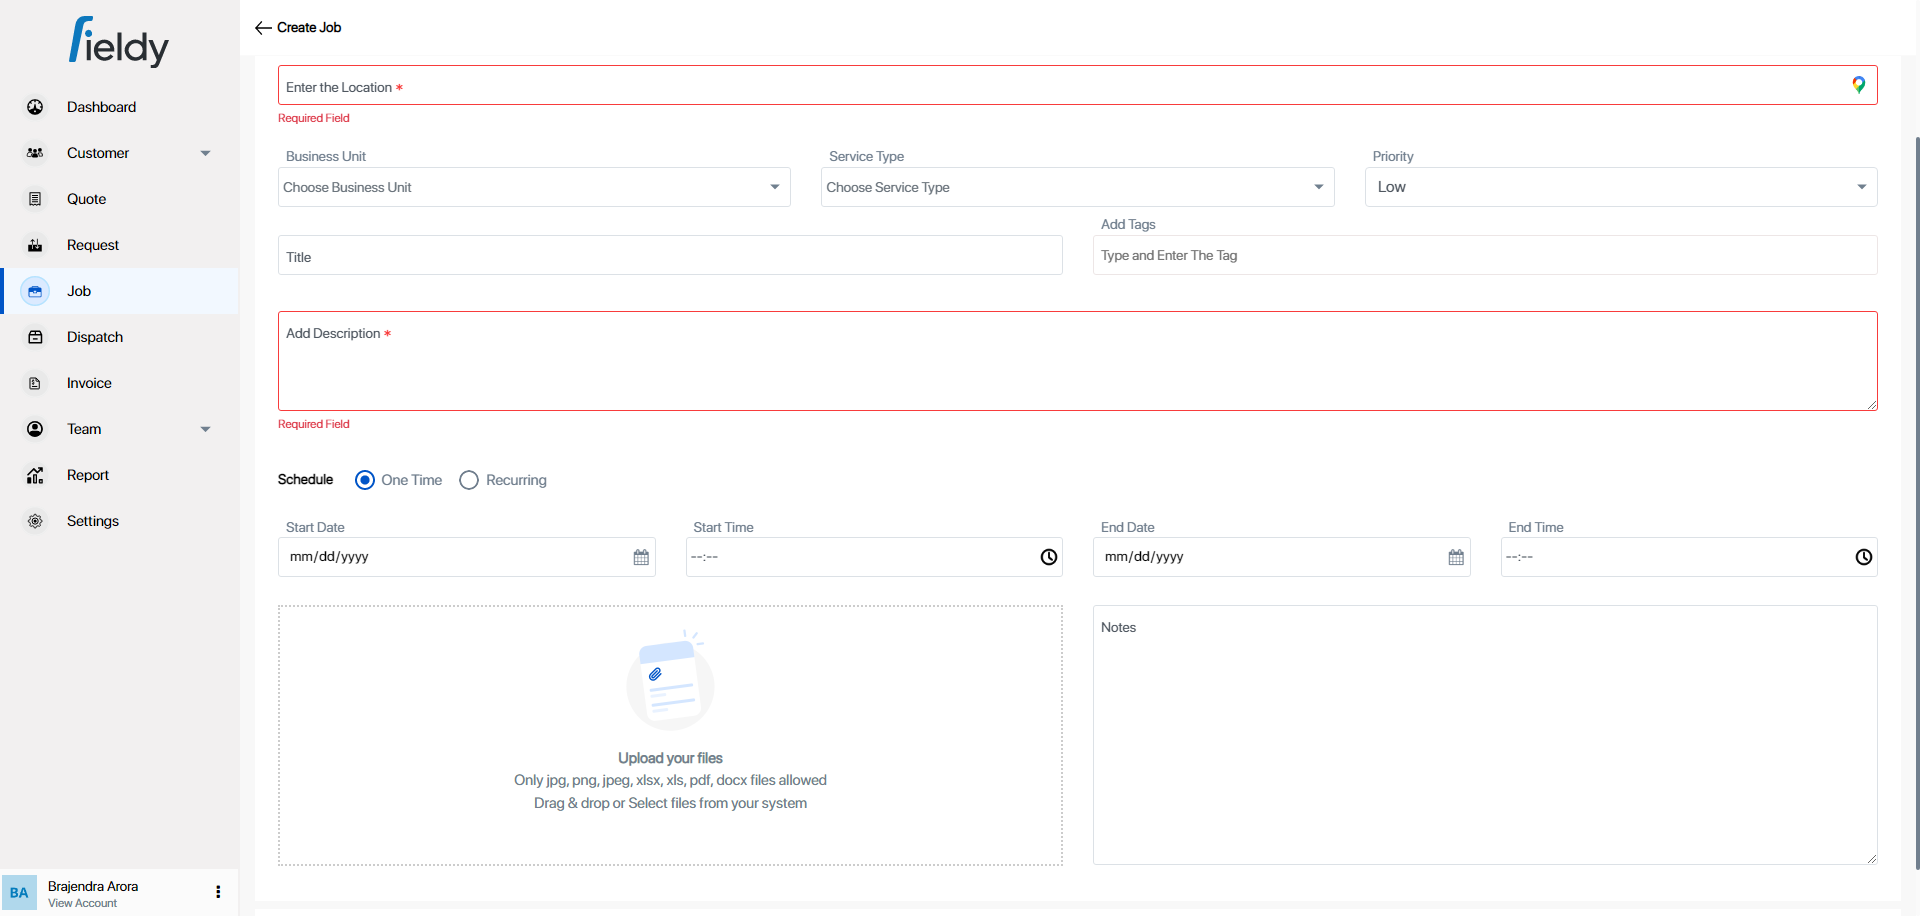 fieldy
Create Job
Dashboard
Customer
Quote
Request
Job
Dispatch
Invoice
Team
Report
Settings
BA
Brajendra Arora
View Account
Enter the Location *
Required Field
Business Unit
Choose Business Unit
Service Type
Choose Service Type
Priority
Low
Title
Add Tags
Type and Enter The Tag
Add Description *
Required Field
Schedule One Time Recurring
Start Date
mm/dd/yyyy
Start Time
--:--
End Date
mm/dd/yyyy
End Time
--:--
Upload your files
Only jpg, png, jpeg, xlsx, xls, pdf, docx files allowed
Drag & drop or Select files from your system
Notes